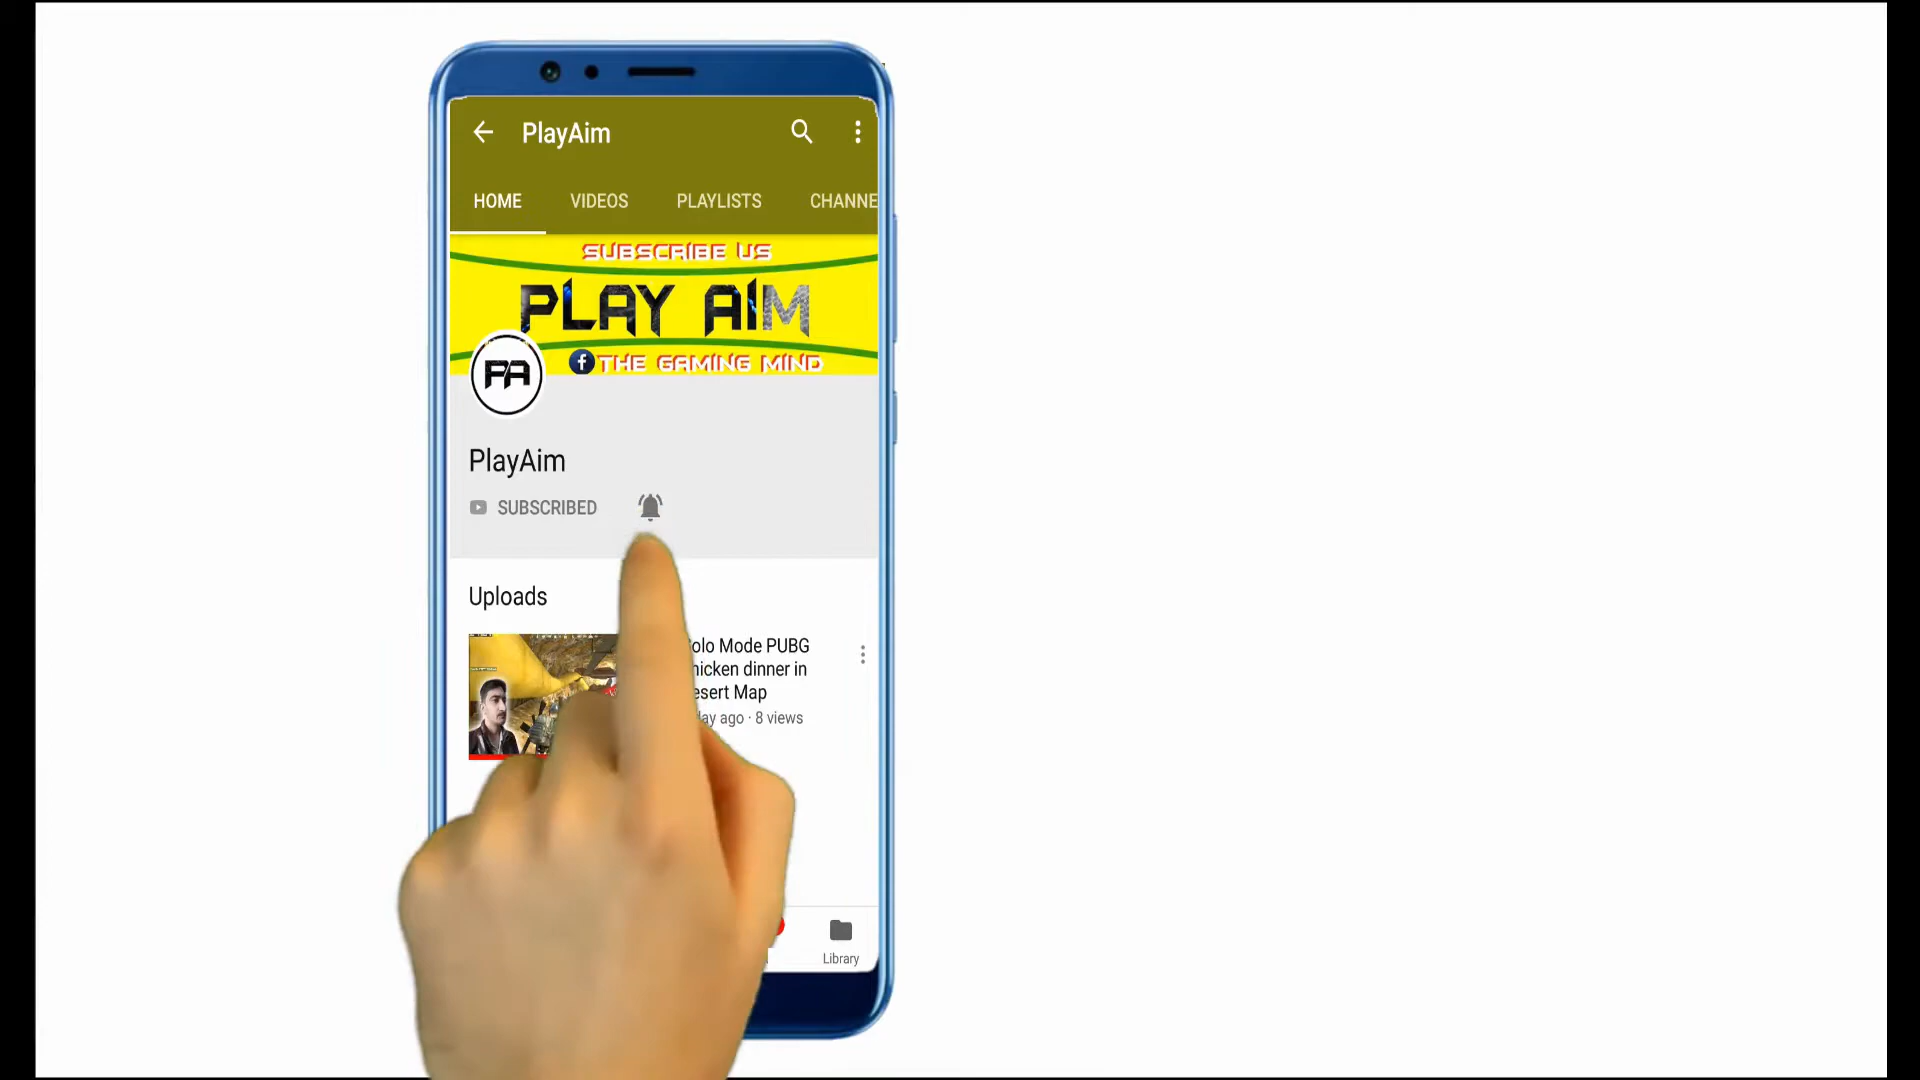 PlayAim
HOME VIDEOS PLAYLISTS CHANNE
SUBSCRIBE US
PLAY AIM
THE GAMING MIND
PA
PlayAim
SUBSCRIBED
Uploads
olo Mode PUBG
hicken dinner in
esert Map
ay ago · 8 views
Library